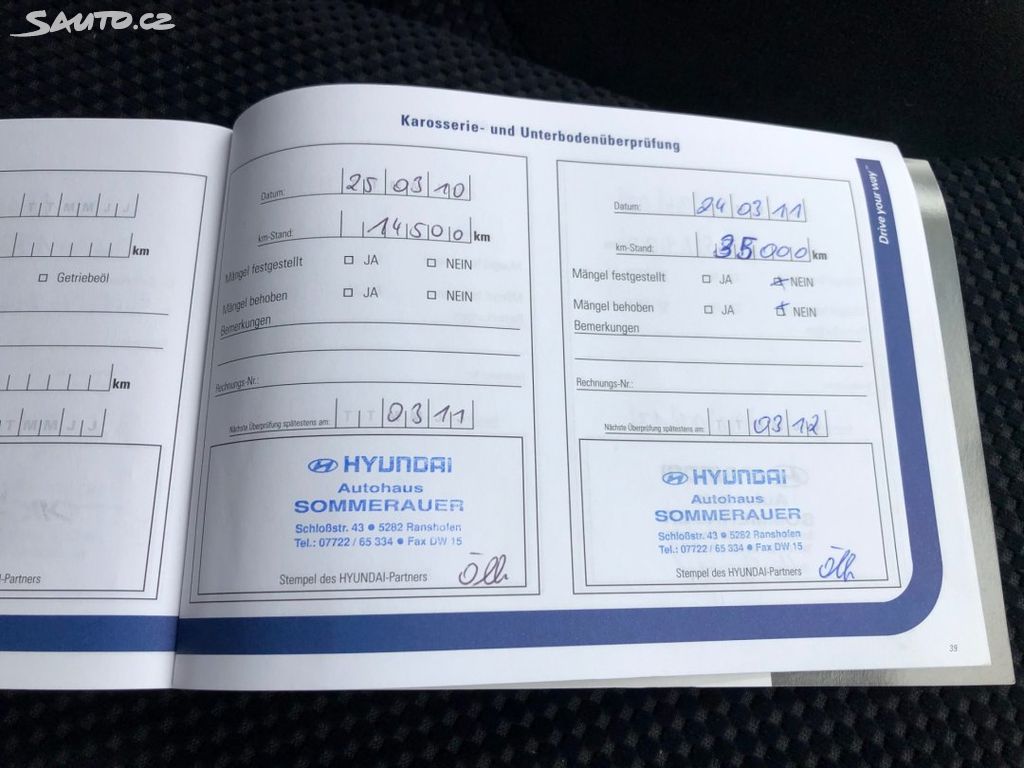 SAUTO.CZ
Karosserie- und Unterbodenüberprüfung
J J M M T T
km
Getriebeöl
km
T T M M J J
-Partners
Datum: 25 03 10
km-Stand: 14500 km
Mängel festgestellt JA NEIN
Mängel behoben JA NEIN
Bemerkungen
Rechnungs-Nr.:
Nächste Überprüfung spätestens am: T T 03 11
HYUNDAI
Autohaus
SOMMERAUER
Schloßstr. 43 ● 5282 Ranshofen
Tel.: 07722 / 65 334 ● Fax DW 15
Stempel des HYUNDAI-Partners
Datum: 24 03 11
km-Stand: 35000 km
Mängel festgestellt JA NEIN
Mängel behoben JA NEIN
Bemerkungen
Rechnungs-Nr.:
Nächste Überprüfung spätestens am: T T 03 12
HYUNDAI
Autohaus
SOMMERAUER
Schloßstr. 43 ● 5282 Ranshofen
Tel.: 07722 / 65 334 ● Fax DW 15
Stempel des HYUNDAI-Partners
Drive your way™
39